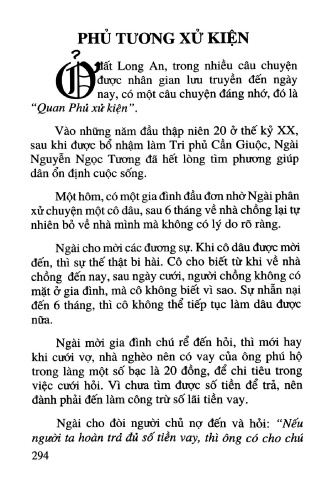 PHỦ TƯƠNG XỬ KIỆN
Ở đất Long An, trong nhiều câu chuyện
được nhân gian lưu truyền đến ngày
nay, có một câu chuyện đáng nhớ, đó là
“Quan Phủ xử kiện”.
Vào những năm đầu thập niên 20 ở thế kỷ XX,
sau khi được bổ nhậm làm Tri phủ Cần Giuộc, Ngài
Nguyễn Ngọc Tương đã hết lòng tìm phương giúp
dân ổn định cuộc sống.
Một hôm, có một gia đình đầu đơn nhờ Ngài phân
xử chuyện một cô dâu, sau 6 tháng về nhà chồng lại tự
nhiên bỏ về nhà mình mà không có lý do rõ ràng.
Ngài cho mời các đương sự. Khi cô dâu được mời
đến, thì sự thể thật bi hài. Cô cho biết từ khi về nhà
chồng đến nay, sau ngày cưới, người chồng không có
mặt ở gia đình, mà cô không biết vì sao. Sự nhẫn nại
đến 6 tháng, thì cô không thể tiếp tục làm dâu được
nữa.
Ngài mời gia đình chú rể đến hỏi, thì mới hay
khi cưới vợ, nhà nghèo nên có vay của ông phú hộ
trong làng một số bạc là 20 đồng, để chi tiêu trong
việc cưới hỏi. Vì chưa tìm được số tiền để trả, nên
đành phải đến làm công trừ số lãi tiền vay.
Ngài cho đòi người chủ nợ đến và hỏi: “Nếu
người ta hoàn trả đủ số tiền vay, thì ông có cho chú
294